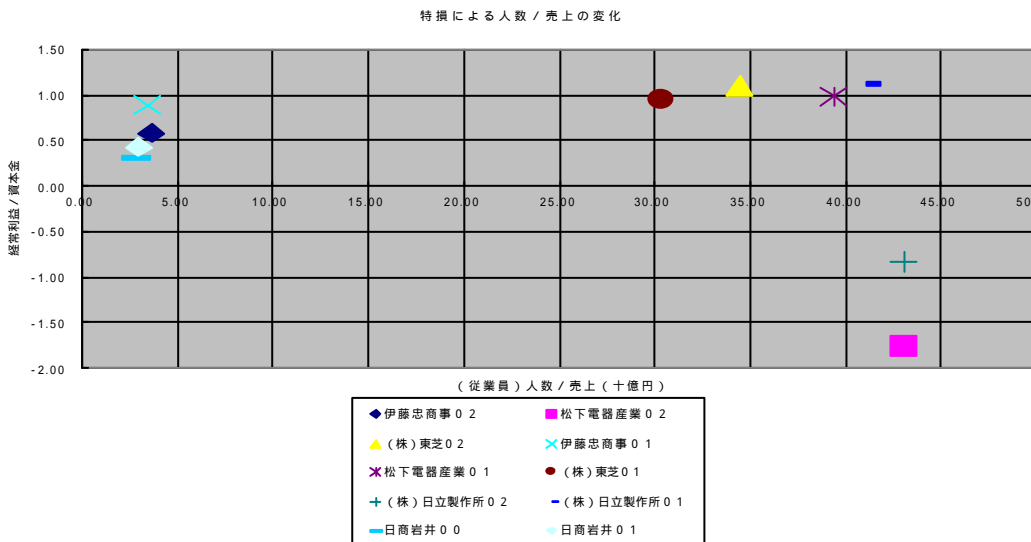 特損による人数/売上の変化
1.50
1.00
0.50
0.00
-0.50
-1.00
-1.50
-2.00
経常利益/資本金
0.00 5.00 10.00 15.00 20.00 25.00 30.00 35.00 40.00 45.00 50
(従業員)人数/売上(十億円)
伊藤忠商事02 松下電器産業02
(株)東芝02 伊藤忠商事01
松下電器産業01 (株)東芝01
(株)日立製作所02 (株)日立製作所01
日商岩井00 日商岩井01